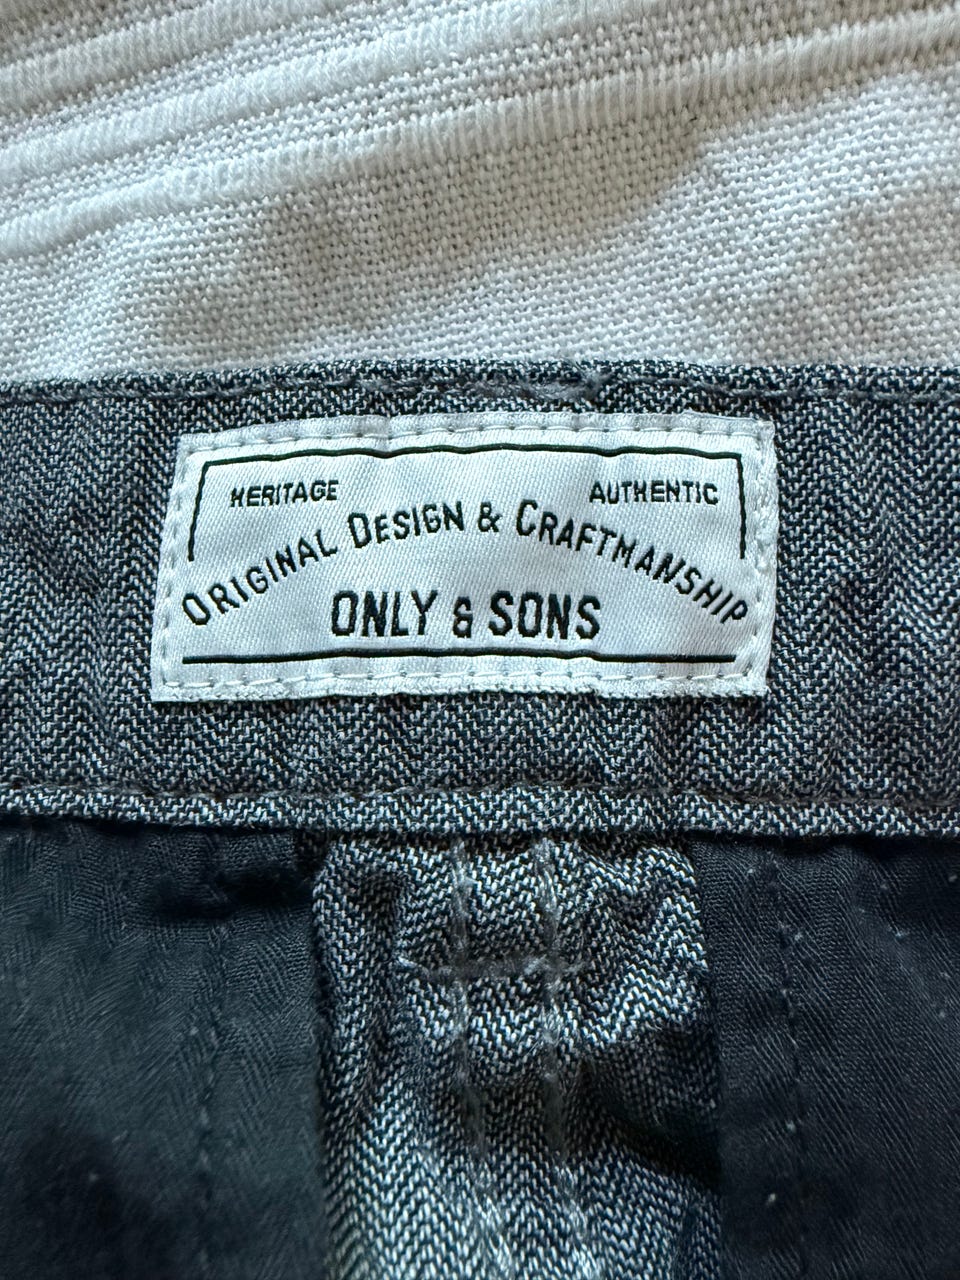 HERITAGE AUTHENTIC
ORIGINAL DESIGN & CRAFTMANSHIP
ONLY & SONS